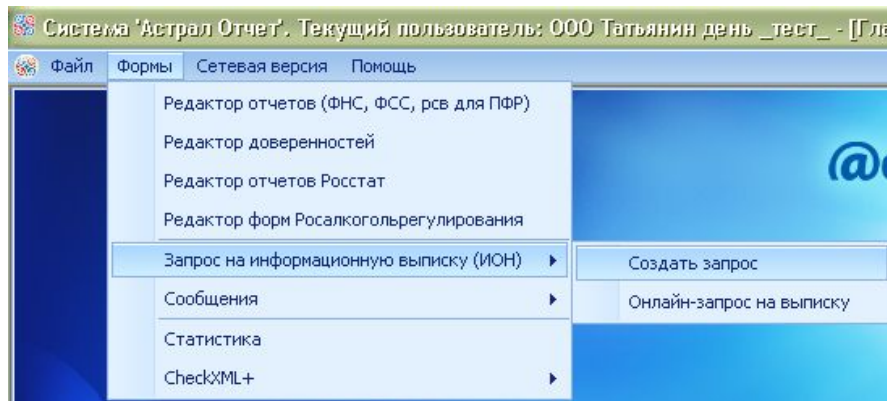 Система 'Астрал Отчет'. Текущий пользователь: ООО Татьянин день _тест_ - [Гла
Файл Формы Сетевая версия Помощь
Редактор отчетов (ФНС, ФСС, рсв для ПФР)
Редактор доверенностей
Редактор отчетов Росстат
Редактор форм Росалкогольрегулирования
Запрос на информационную выписку (ИОН)
Создать запрос
Сообщения
Онлайн-запрос на выписку
Статистика
CheckXML+